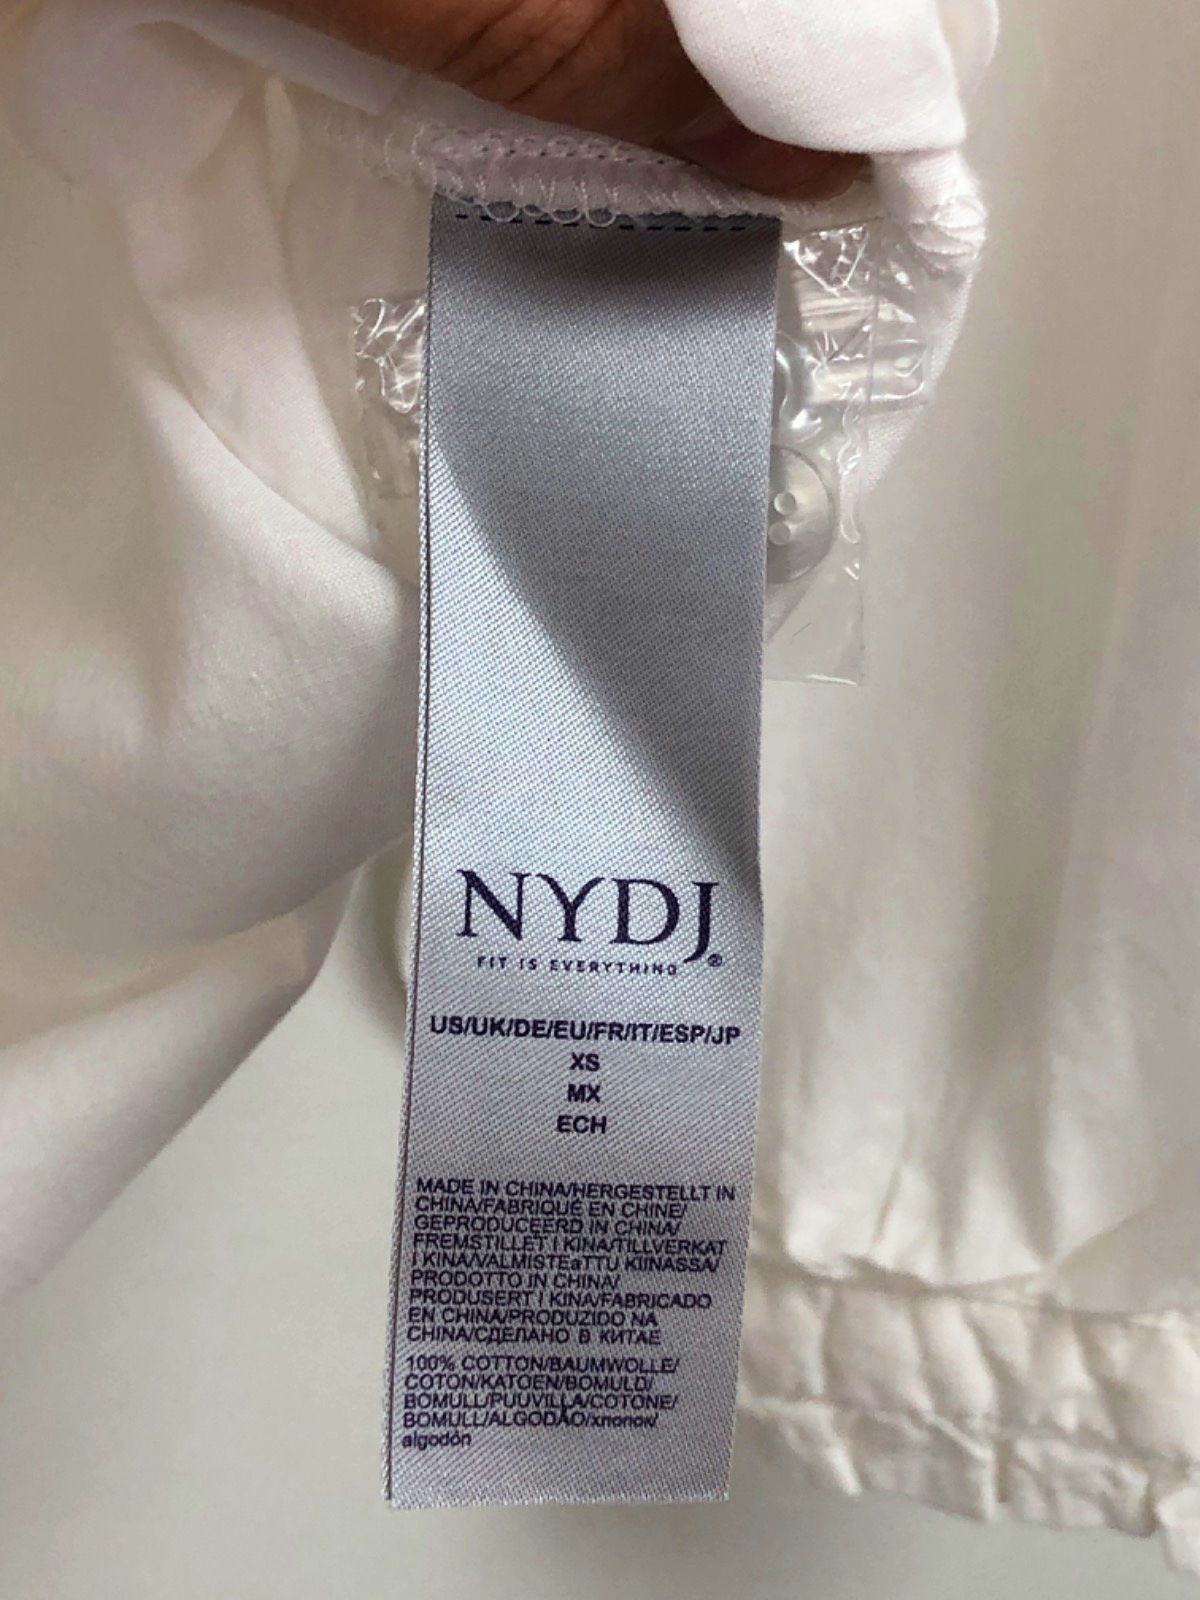 NYDJ®
FIT IS EVERYTHING
US/UK/DE/EU/FR/IT/ESP/JP
XS
MX
ECH
MADE IN CHINA/HERGESTELLT IN
CHINA/FABRIQUÉ EN CHINE/
GEPRODUCEERD IN CHINA/
FREMSTILLET I KINA/TILLVERKAT
I KINA/VALMISTEaTTU KIINASSA/
PRODOTTO IN CHINA/
PRODUSERT I KINA/FABRICADO
EN CHINA/PRODUZIDO NA
CHINA/СДЕЛАНО В КИТАЕ
100% COTTON/BAUMWOLLE/
COTON/KATOEN/BOMULD/
BOMULL/PUUVILLA/COTONE/
BOMULL/ALGODÃO/хлопок/
algodón